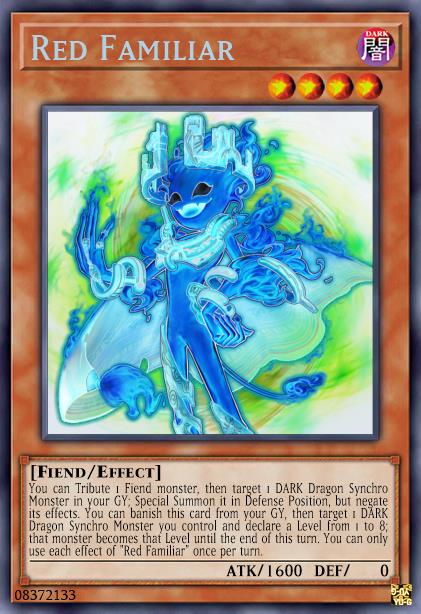 Red Familiar
DARK
闇
[Fiend/Effect]
You can Tribute 1 Fiend monster, then target 1 DARK Dragon Synchro
Monster in your GY; Special Summon it in Defense Position, but negate
its effects. You can banish this card from your GY, then target 1 DARK
Dragon Synchro Monster you control and declare a Level from 1 to 8;
that monster becomes that Level until the end of this turn. You can only
use each effect of "Red Familiar" once per turn.
ATK/1600 DEF/ 0
08372133